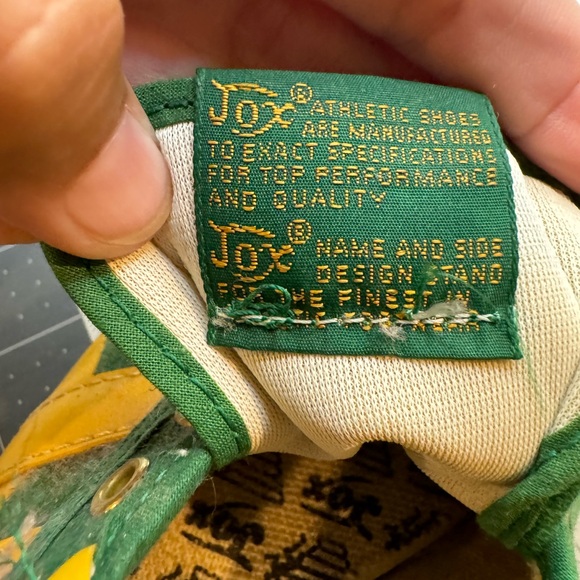 Jox® ATHLETIC SHOES
ARE MANUFACTURED
TO EXACT SPECIFICATIONS
FOR TOP PERFORMANCE
AND QUALITY
Jox® NAME AND SIDE
DESIGN STAND
FOR THE FINEST IN
Jox